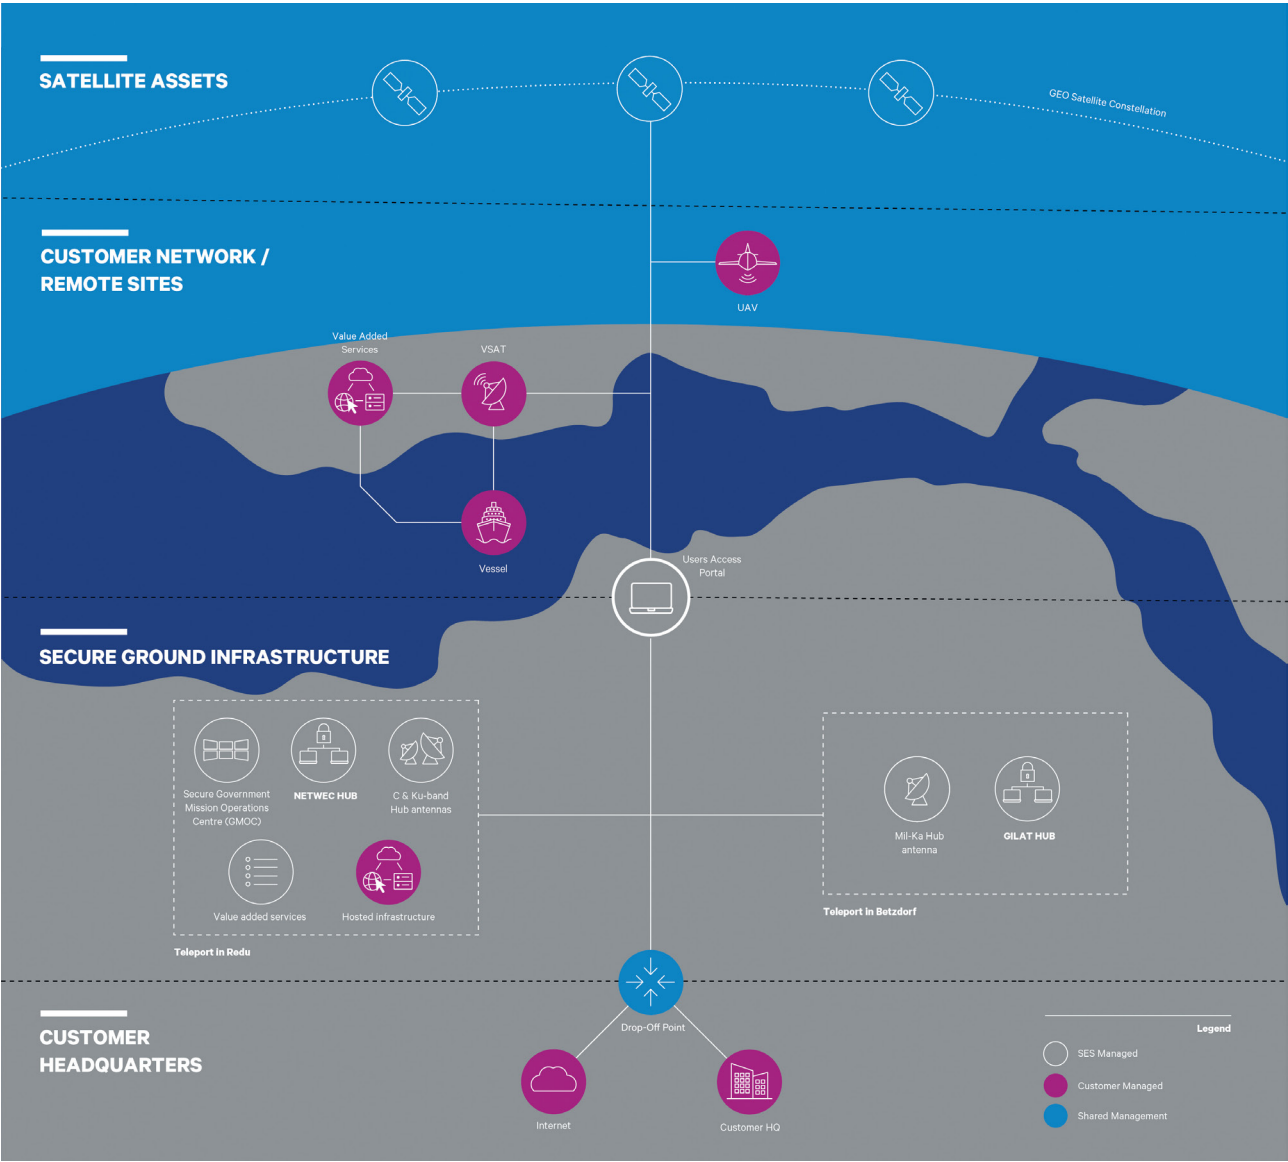 SATELLITE ASSETS
GEO Satellite Constellation
CUSTOMER NETWORK /
REMOTE SITES
UAV
Value Added
Services
VSAT
Vessel
Users Access
Portal
SECURE GROUND INFRASTRUCTURE
Secure Government
Mission Operations
Centre (GMOC)
NETWEC HUB
C & Ku-band
Hub antennas
Value added services
Hosted infrastructure
Teleport in Redu
Mil-Ka Hub
antenna
GILAT HUB
Teleport in Betzdorf
Drop-Off Point
CUSTOMER
HEADQUARTERS
Internet
Customer HQ
Legend
SES Managed
Customer Managed
Shared Management